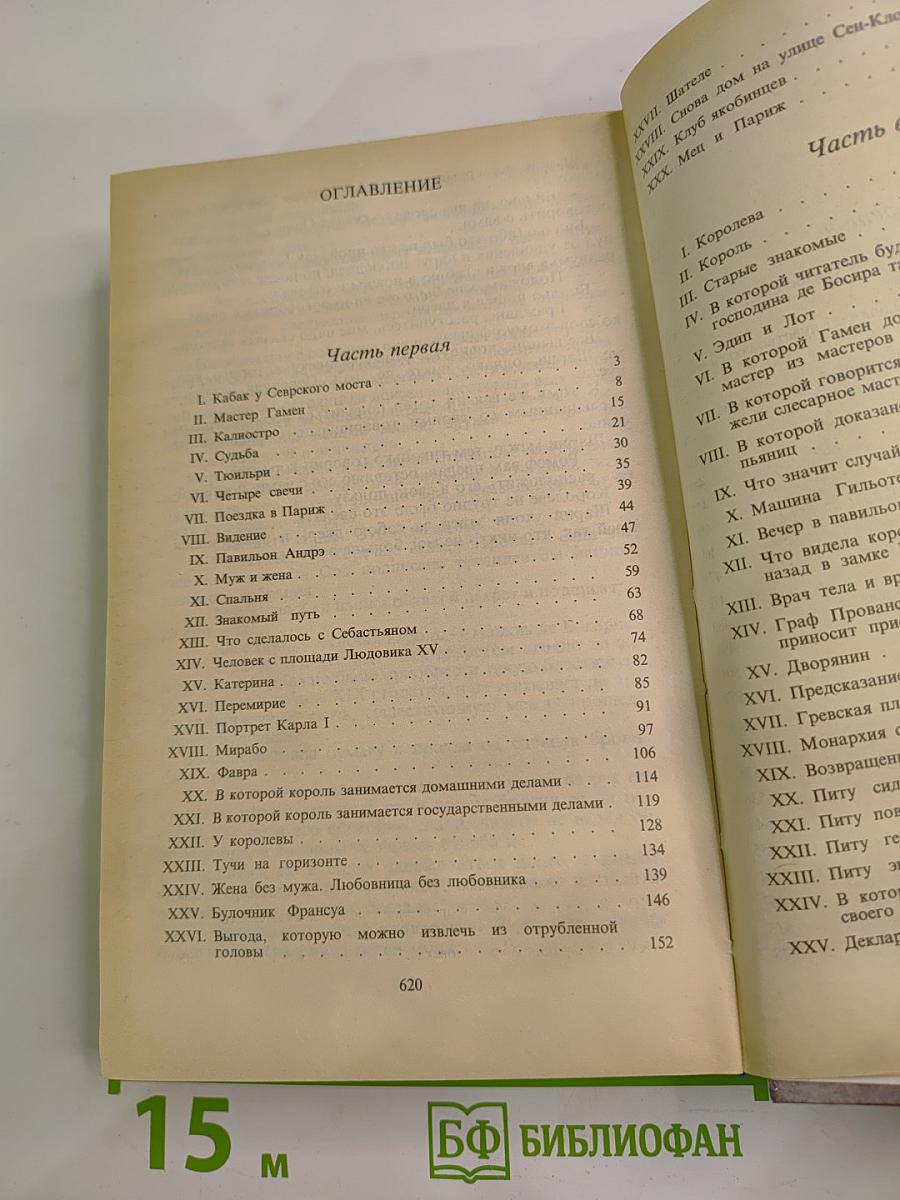 ОГЛАВЛЕНИЕ
Часть первая
I. Кабак у Севрского моста . . . 3
II. Мастер Гамен . . . 8
III. Калиостро . . . 15
IV. Судьба . . . 21
V. Тюильри . . . 30
VI. Четыре свечи . . . 35
VII. Поездка в Париж . . . 39
VIII. Видение . . . 44
IX. Павильон Андрэ . . . 47
X. Муж и жена . . . 52
XI. Спальня . . . 59
XII. Знакомый путь . . . 63
XIII. Что сделалось с Себастьяном . . . 68
XIV. Человек с площади Людовика XV . . . 74
XV. Катерина . . . 82
XVI. Перемирие . . . 85
XVII. Портрет Карла I . . . 91
XVIII. Мирабо . . . 97
XIX. Фавра . . . 106
XX. В которой король занимается домашними делами . . . 114
XXI. В которой король занимается государственными делами . 119
XXII. У королевы . . . 128
XXIII. Тучи на горизонте . . . 134
XXIV. Жена без мужа. Любовница без любовника . . . 139
XXV. Булочник Франсуа . . . 146
XXVI. Выгода, которую можно извлечь из отрубленной
головы . . . 152
620
XXVII. Шателе . . .
XXVIII. Снова дом на улице Сен-Кло
XXIX. Клуб якобинцев . . .
XXX. Мец и Париж . . .
Часть
I. Королева . . .
II. Король . . .
III. Старые знакомые . . .
IV. В которой читатель буд
господина де Босира та
V. Эдип и Лот . . .
VI. В которой Гамен до
мастер из мастеров
VII. В которой говорится
жели слесарное маст
VIII. В которой доказан
пьяниц . . .
IX. Что значит случай
X. Машина Гильоте
XI. Вечер в павильо
XII. Что видела коро
назад в замке
XIII. Врач тела и вр
XIV. Граф Прованс
приносит при
XV. Дворянин .
XVI. Предсказание
XVII. Гревская пл
XVIII. Монархия с
XIX. Возвращени
XX. Питу сид
XXI. Питу пов
XXII. Питу ге
XXIII. Питу э
XXIV. В кото
своего
XXV. Деклар
15 м
БФ БИБЛИОФАН